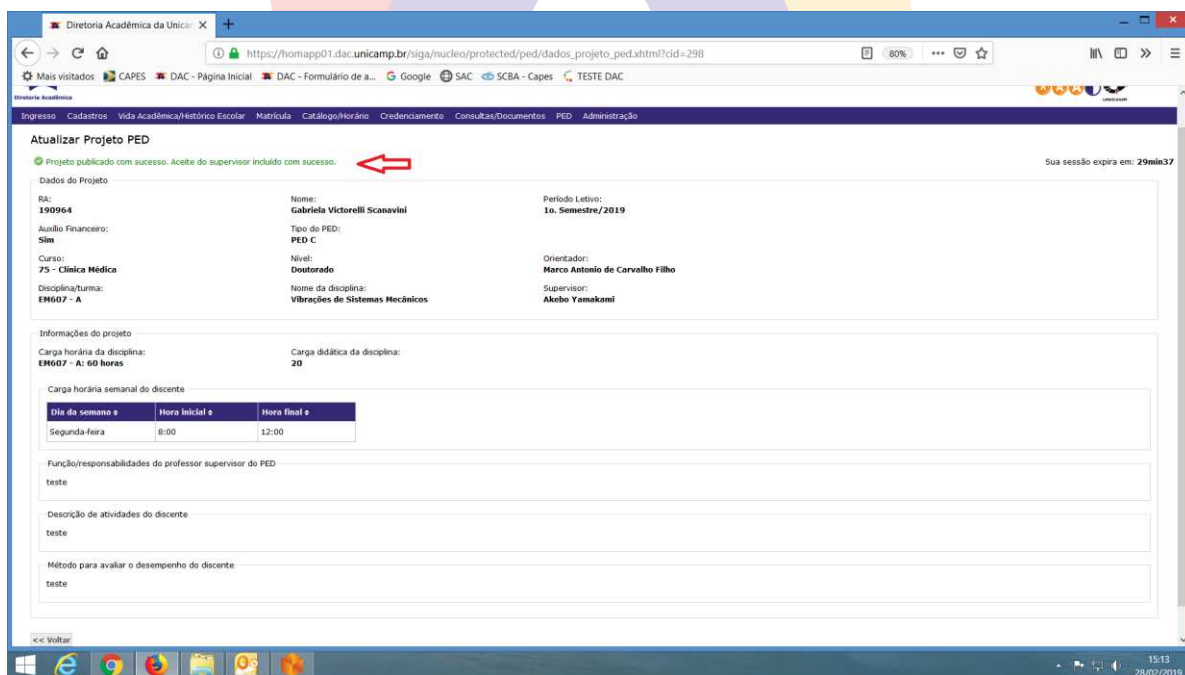 Diretoria Acadêmica da Unicam
https://homapp01.dac.unicamp.br/siga/nucleo/protected/ped/dados_projeto_ped.xhtml?cid=298 80%
Mais visitados CAPES DAC - Página Inicial DAC - Formulário de a... Google SAC SCBA - Capes TESTE DAC
Diretoria Acadêmica UNICAMP
Ingresso Cadastros Vida Acadêmica/Histórico Escolar Matrícula Catálogo/Horário Credenciamento Consultas/Documentos PED Administração
Atualizar Projeto PED
Projeto publicado com sucesso. Aceite do supervisor incluído com sucesso. Sua sessão expira em: 29min37
Dados do Projeto
RA: Nome: Período Letivo:
190964 Gabriela Victorelli Scanavini 1o. Semestre/2019
Auxílio Financeiro: Tipo do PED:
Sim PED C
Curso: Nível: Orientador:
75 - Clínica Médica Doutorado Marco Antonio de Carvalho Filho
Disciplina/turma: Nome da disciplina: Supervisor:
EM607 - A Vibrações de Sistemas Mecânicos Akebo Yamakami
Informações do projeto
Carga horária da disciplina: Carga didática da disciplina:
EM607 - A: 60 horas 20
Carga horária semanal do discente
Dia da semana Hora inicial Hora final
Segunda-feira 8:00 12:00
Função/responsabilidades do professor supervisor do PED
teste
Descrição de atividades do discente
teste
Método para avaliar o desempenho do discente
teste
<< Voltar
15:13
28/02/2019